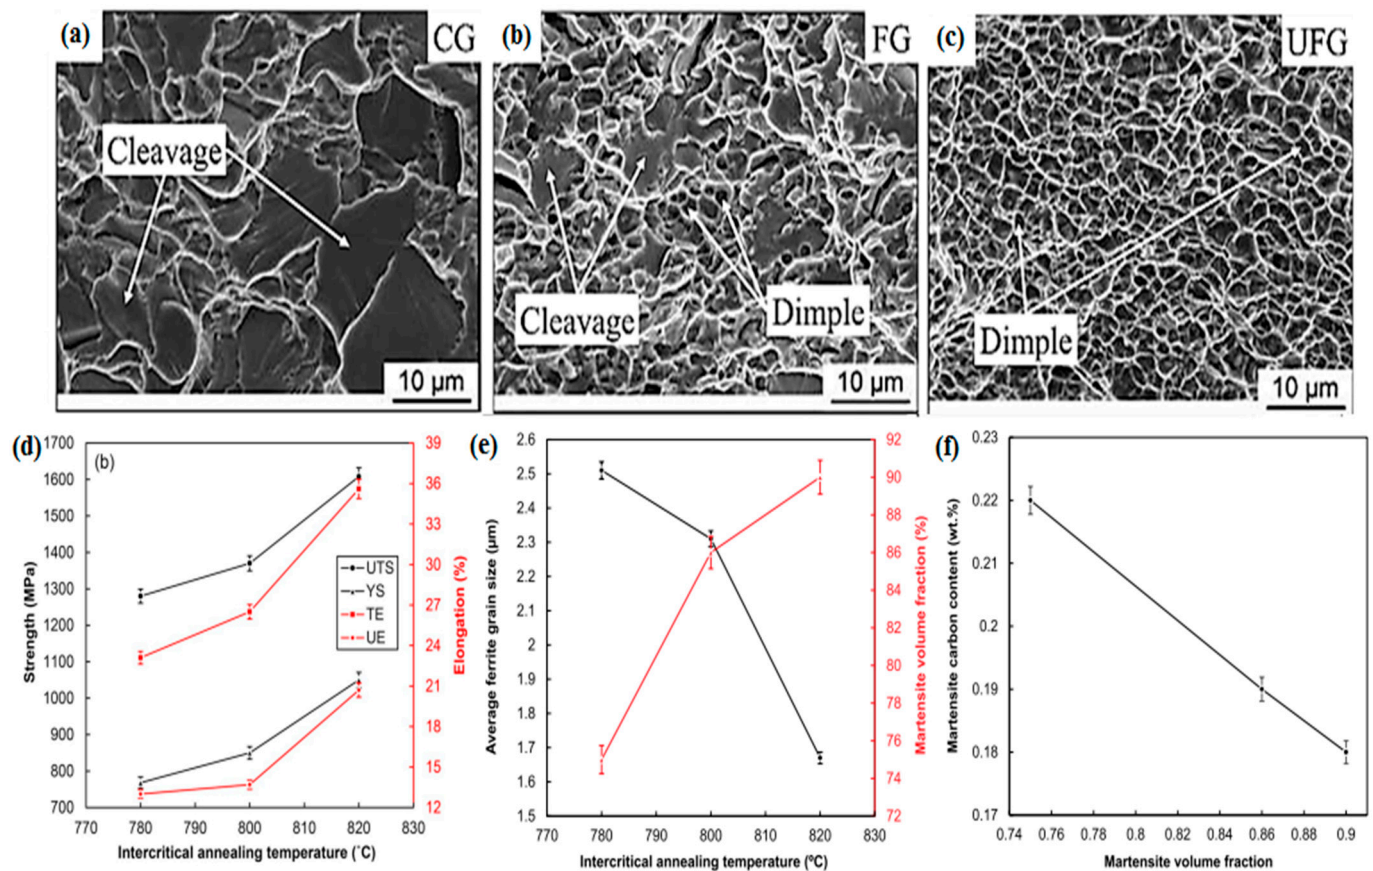 (a)
CG
Cleavage
10 µm
(b)
FG
Cleavage
Dimple
10 µm
(c)
UFG
Dimple
10 µm
(d)
(b)
Strength (MPa)
1700
1600
1500
1400
1300
1200
1100
1000
900
800
700
770 780 790 800 810 820 830
Intercritical annealing temperature (˚C)
39
36
33
30
27
24
21
18
15
12
Elongation (%)
UTS
YS
TE
UE
(e)
Average ferrite grain size (µm)
2.6
2.5
2.4
2.3
2.2
2.1
2
1.9
1.8
1.7
1.6
1.5
770 780 790 800 810 820 830
Intercritical annealing temperature (ºC)
92
90
88
86
84
82
80
78
76
74
72
Martensite volume fraction (%)
(f)
Martensite carbon content (wt.%)
0.23
0.22
0.21
0.2
0.19
0.18
0.17
0.74 0.76 0.78 0.8 0.82 0.84 0.86 0.88 0.9
Martensite volume fraction